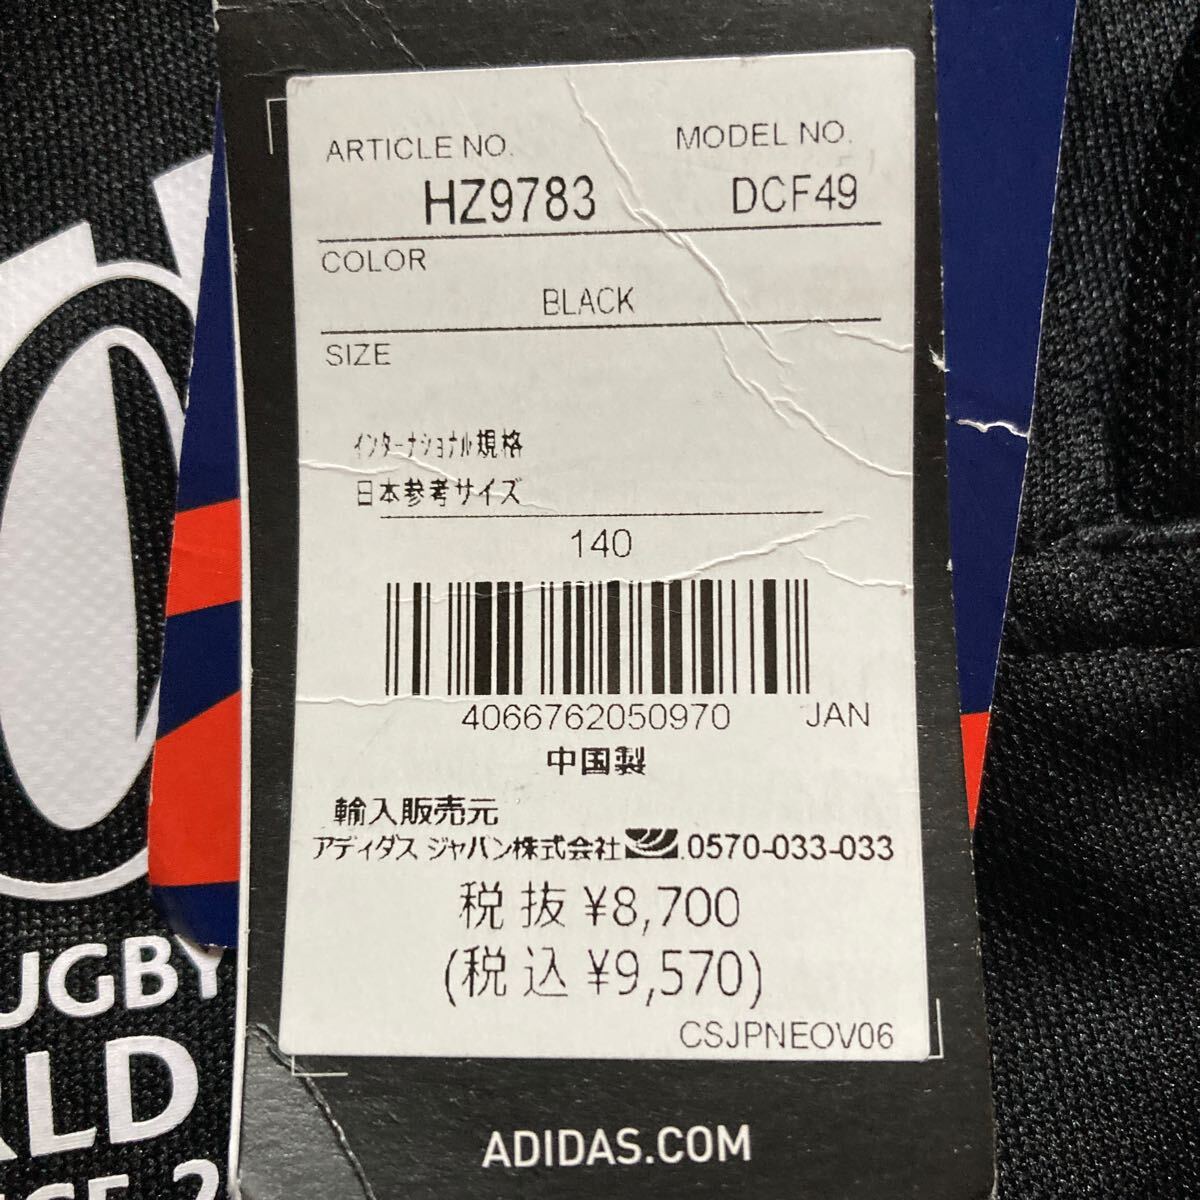 ARTICLE NO. MODEL NO.
HZ9783 DCF49
COLOR
BLACK
SIZE
インターナショナル規格
日本参考サイズ
140
4066762050970 JAN
中国製
輸入販売元
アディダス ジャパン株式会社 0570-033-033
税抜 ¥8,700
(税込 ¥9,570)
CSJPNEOV06
ADIDAS.COM
UGBY
RLD